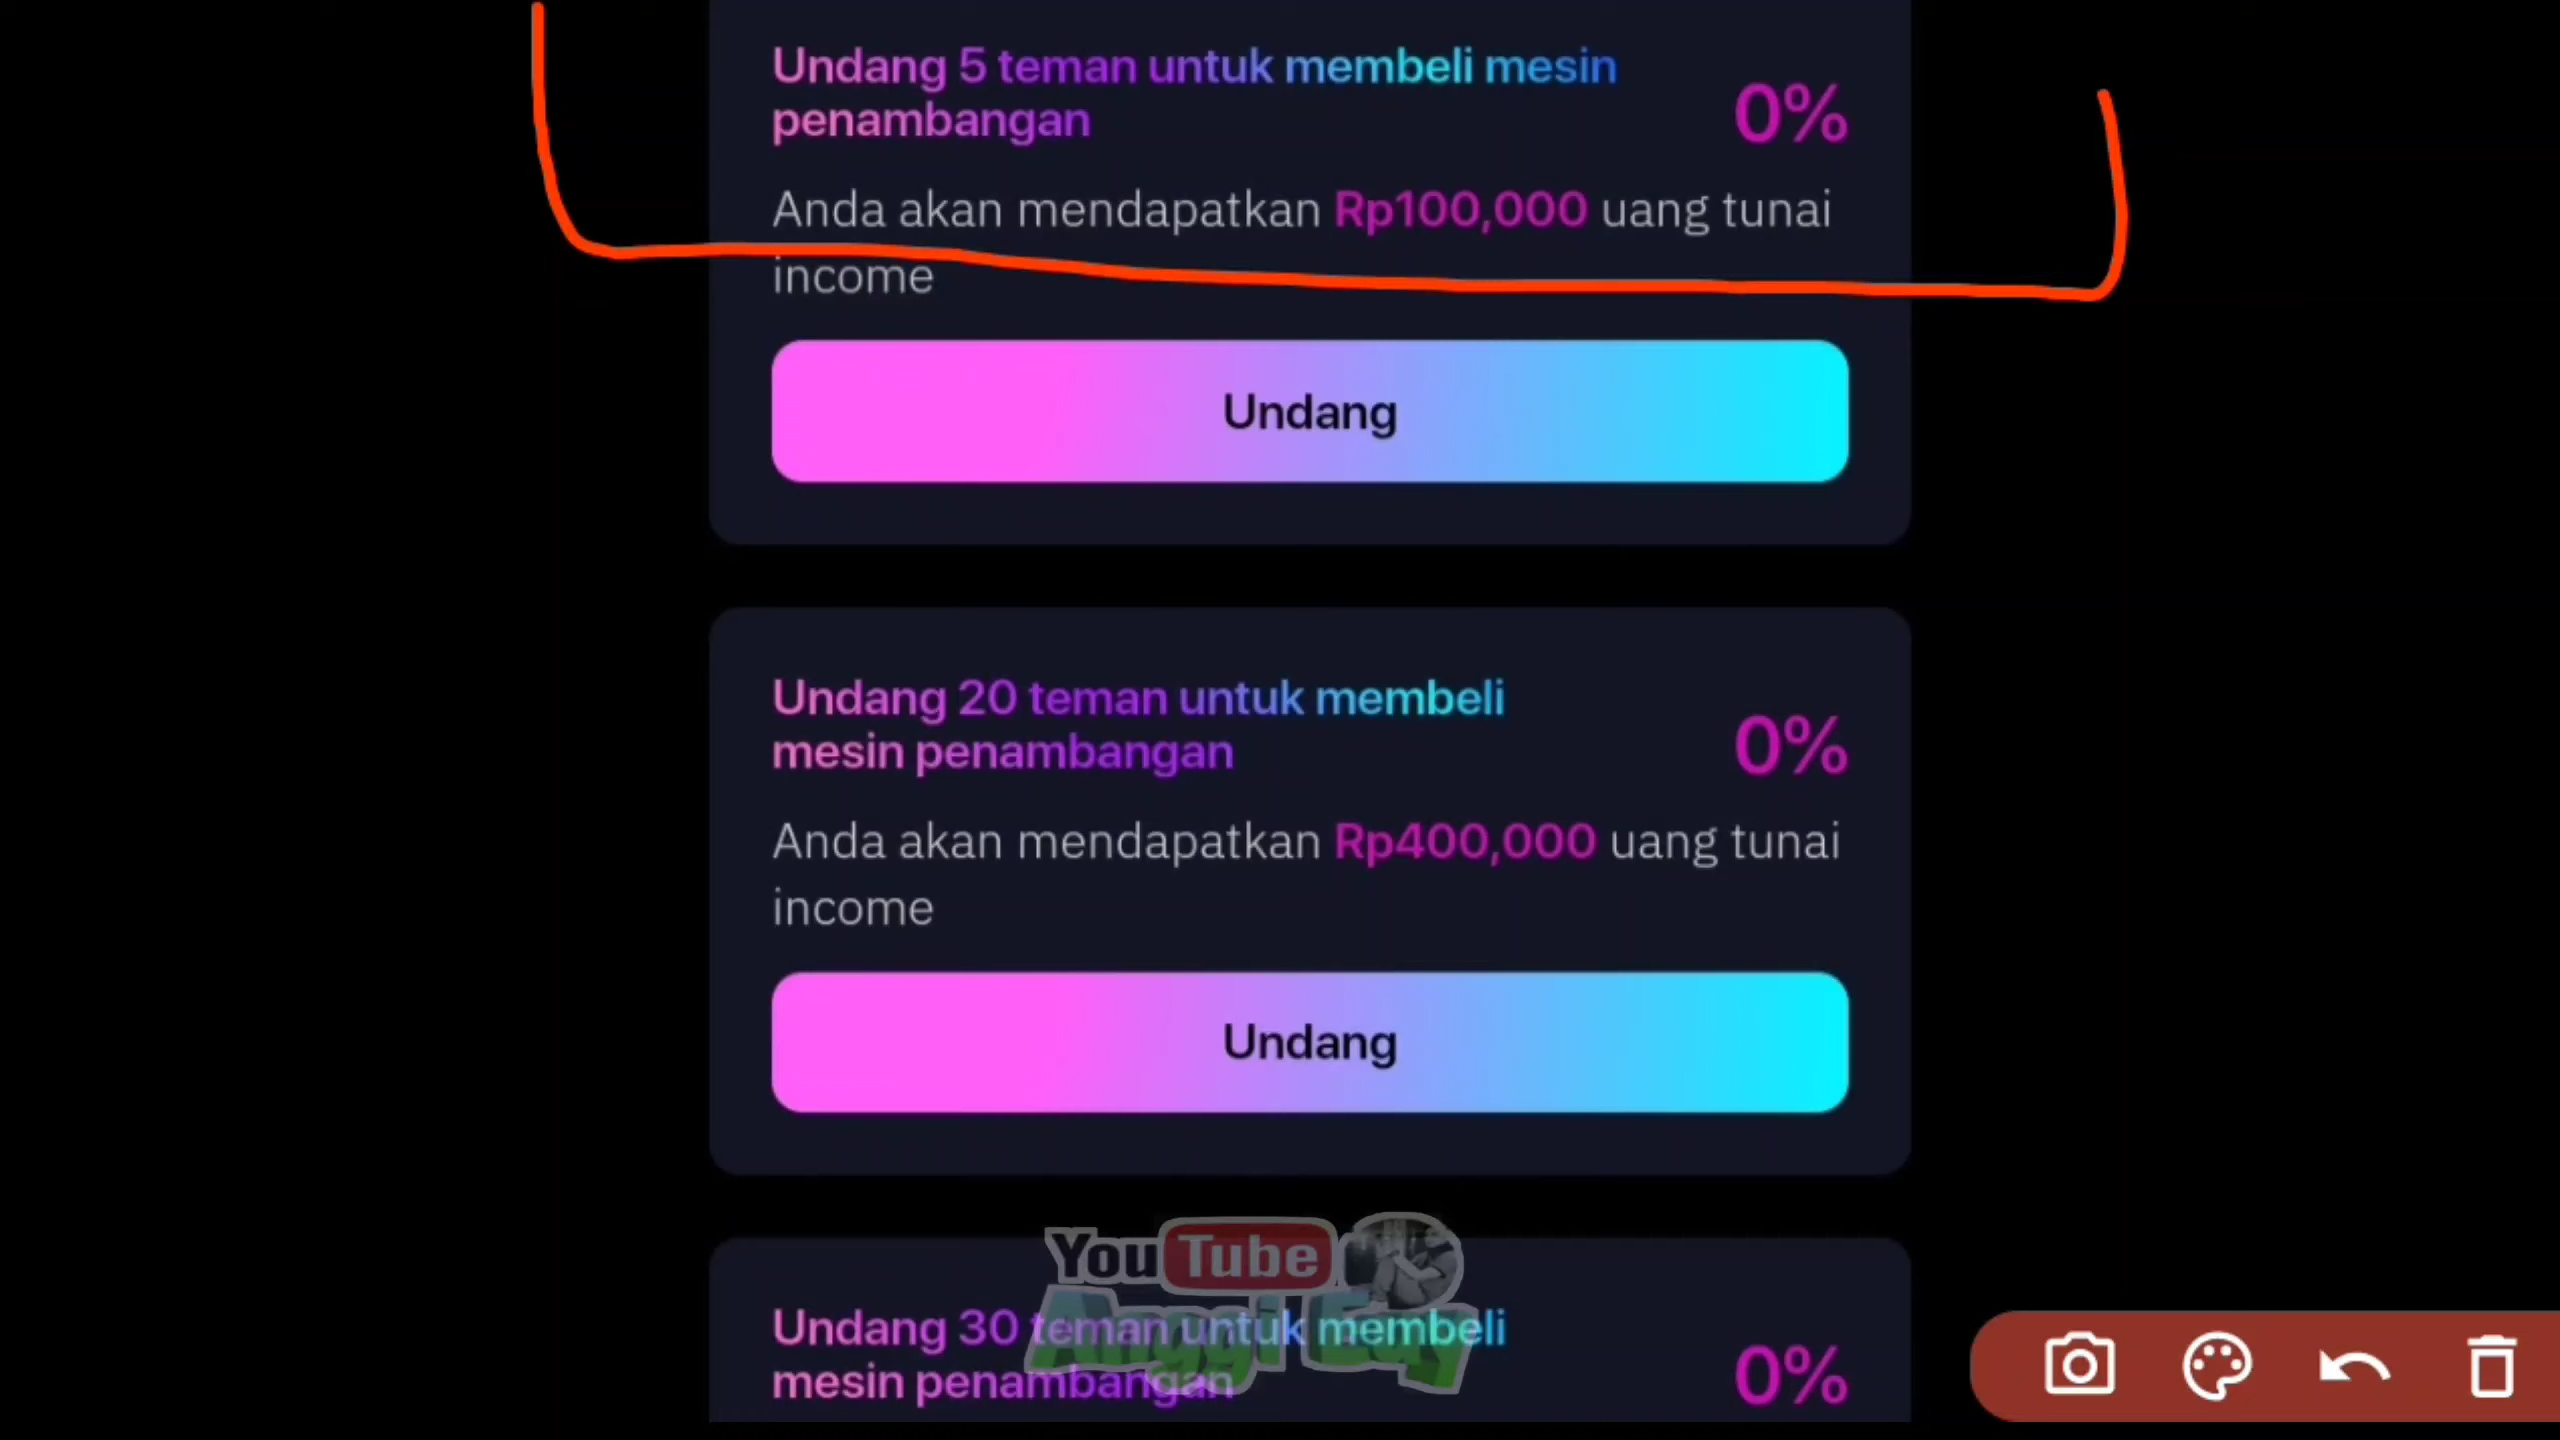 Undang 5 teman untuk membeli mesin
penambangan
0%
Anda akan mendapatkan Rp100,000 uang tunai
income
Undang
Undang 20 teman untuk membeli
mesin penambangan
0%
Anda akan mendapatkan Rp400,000 uang tunai
income
Undang
YouTube
Undang 30 teman untuk membeli
mesin penambangan
0%